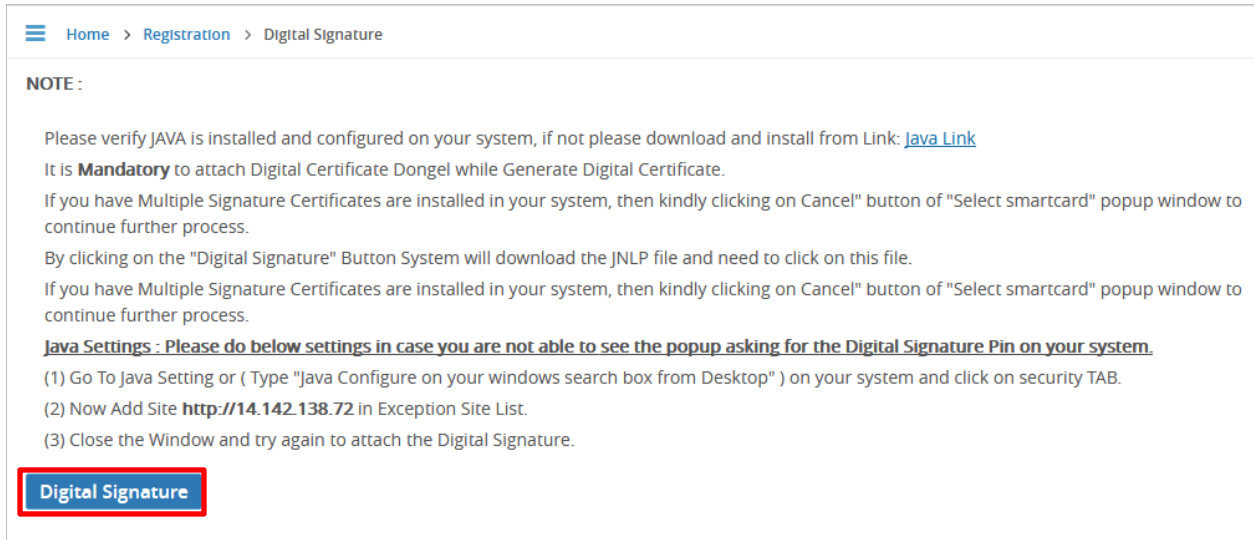 Home > Registration > Digital Signature
NOTE :
Please verify JAVA is installed and configured on your system, if not please download and install from Link: Java Link
It is Mandatory to attach Digital Certificate Dongel while Generate Digital Certificate.
If you have Multiple Signature Certificates are installed in your system, then kindly clicking on Cancel" button of "Select smartcard" popup window to
continue further process.
By clicking on the "Digital Signature" Button System will download the JNLP file and need to click on this file.
If you have Multiple Signature Certificates are installed in your system, then kindly clicking on Cancel" button of "Select smartcard" popup window to
continue further process.
Java Settings : Please do below settings in case you are not able to see the popup asking for the Digital Signature Pin on your system.
(1) Go To Java Setting or ( Type "Java Configure on your windows search box from Desktop" ) on your system and click on security TAB.
(2) Now Add Site http://14.142.138.72 in Exception Site List.
(3) Close the Window and try again to attach the Digital Signature.
Digital Signature